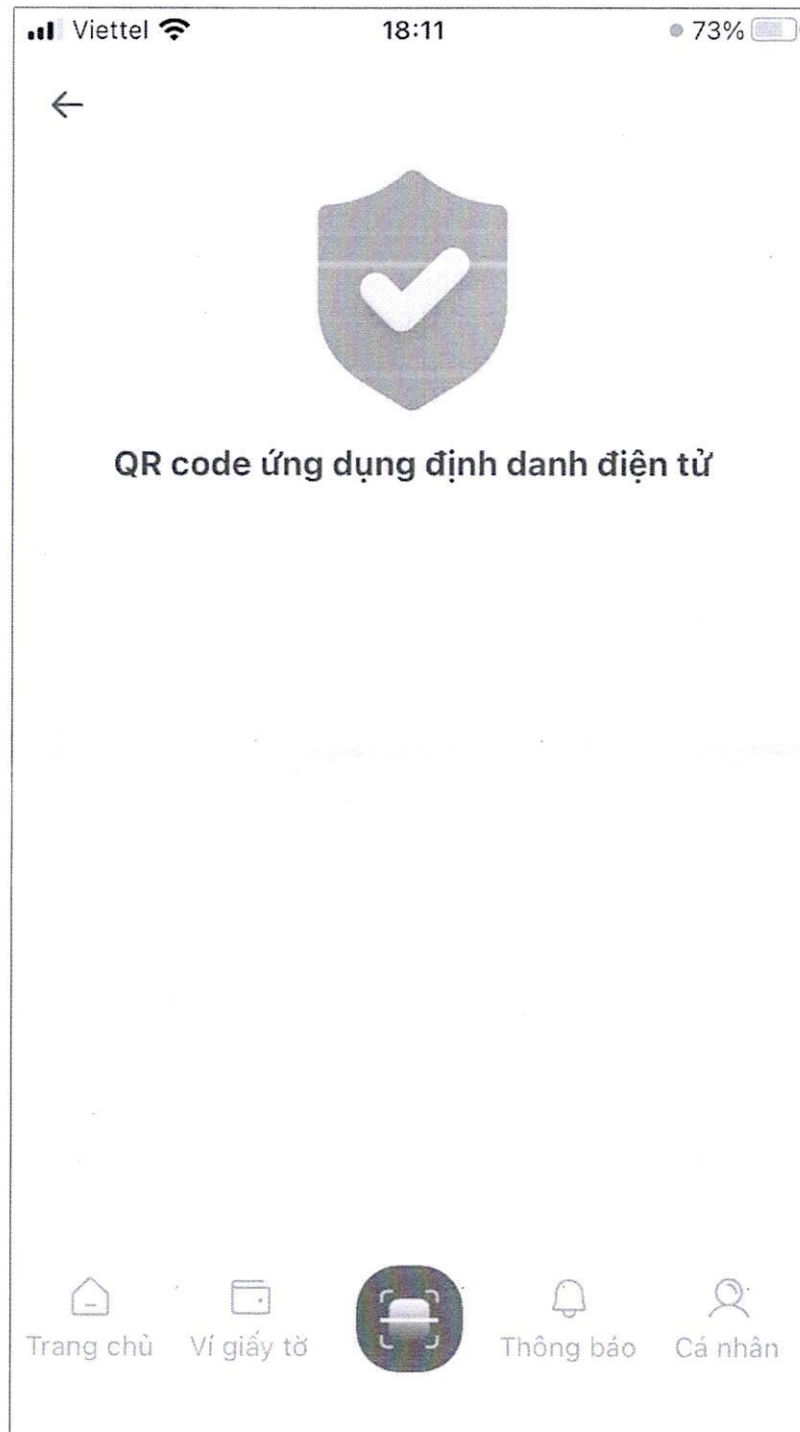 Viettel 18:11 73%
QR code ứng dụng định danh điện tử
Trang chủ Ví giấy tờ Thông báo Cá nhân